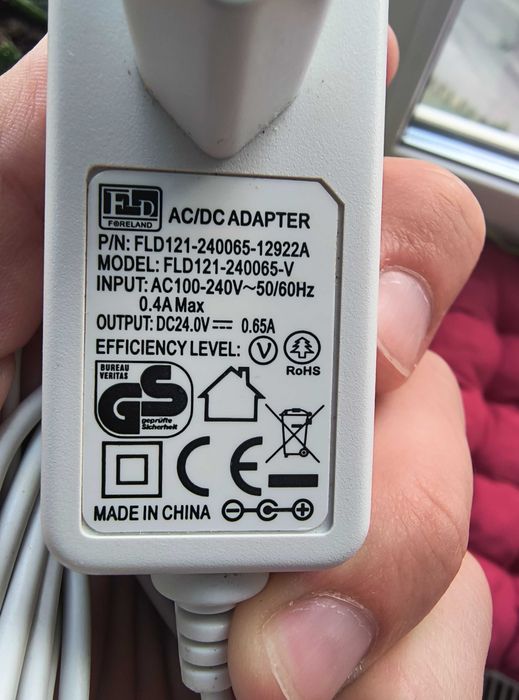 FLD
FORELAND
AC/DC ADAPTER
P/N: FLD121-240065-12922A
MODEL: FLD121-240065-V
INPUT: AC100-240V~50/60Hz
0.4A Max
OUTPUT: DC24.0V⎓ 0.65A
EFFICIENCY LEVEL: V
RoHS
BUREAU
VERITAS
GS
geprüfte
Sicherheit
CE
MADE IN CHINA